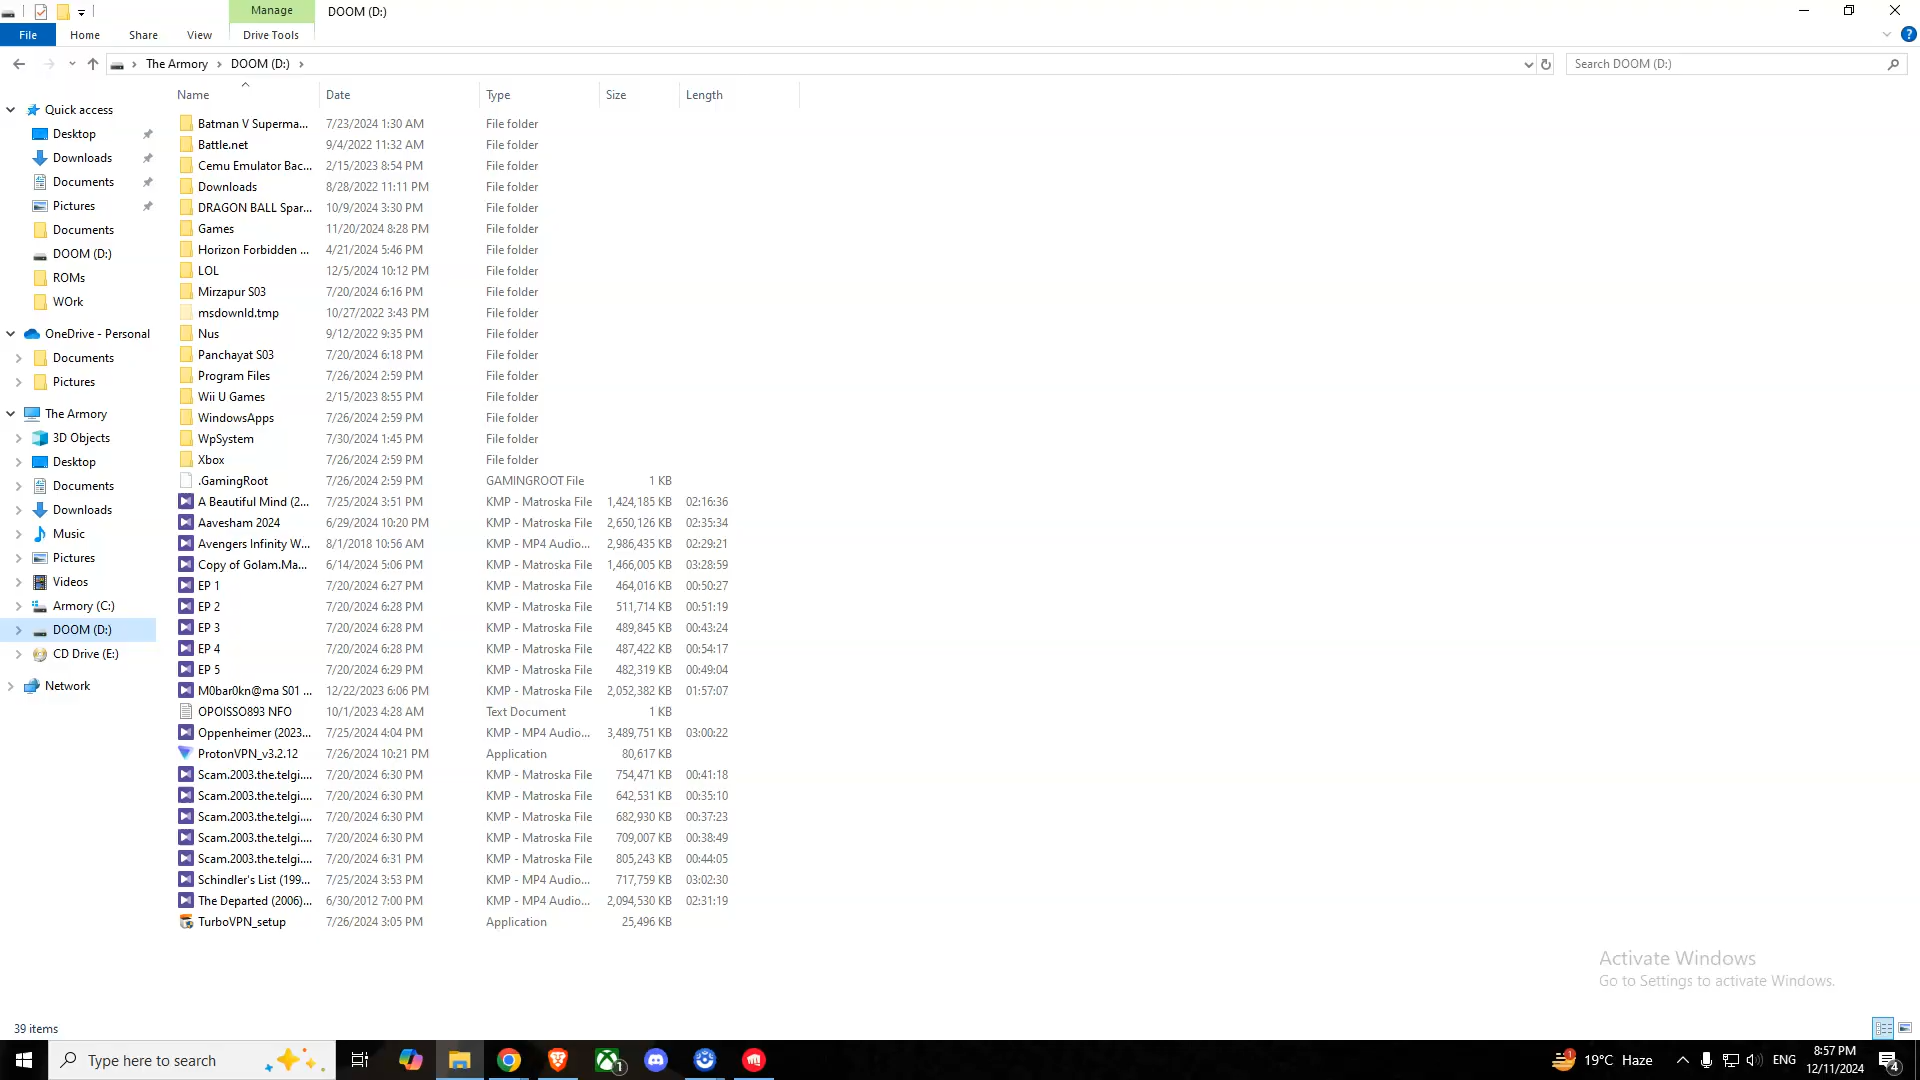 Manage
DOOM (D:)
File
Home
Share
View
Drive Tools
The Armory
DOOM (D:)
Search DOOM (D:)
Name
Date
Type
Size
Length
Quick access
Desktop
Downloads
Documents
Pictures
Documents
DOOM (D:)
ROMs
WOrk
OneDrive - Personal
Documents
Pictures
The Armory
3D Objects
Desktop
Documents
Downloads
Music
Pictures
Videos
Armory (C:)
DOOM (D:)
CD Drive (E:)
Network
Batman V Superma... 7/23/2024 1:30 AM File folder
Battle.net 9/4/2022 11:32 AM File folder
Cemu Emulator Bac... 2/15/2023 8:54 PM File folder
Downloads 8/28/2022 11:11 PM File folder
DRAGON BALL Spar... 10/9/2024 3:30 PM File folder
Games 11/20/2024 8:28 PM File folder
Horizon Forbidden ... 4/21/2024 5:46 PM File folder
LOL 12/5/2024 10:12 PM File folder
Mirzapur S03 7/20/2024 6:16 PM File folder
msdownld.tmp 10/27/2022 3:43 PM File folder
Nus 9/12/2022 9:35 PM File folder
Panchayat S03 7/20/2024 6:18 PM File folder
Program Files 7/26/2024 2:59 PM File folder
Wii U Games 2/15/2023 8:55 PM File folder
WindowsApps 7/26/2024 2:59 PM File folder
WpSystem 7/30/2024 1:45 PM File folder
Xbox 7/26/2024 2:59 PM File folder
.GamingRoot 7/26/2024 2:59 PM GAMINGROOT File 1 KB
A Beautiful Mind (2... 7/25/2024 3:51 PM KMP - Matroska File 1,424,185 KB 02:16:36
Aavesham 2024 6/29/2024 10:20 PM KMP - Matroska File 2,650,126 KB 02:35:34
Avengers Infinity W... 8/1/2018 10:56 AM KMP - MP4 Audio... 2,986,435 KB 02:29:21
Copy of Golam.Ma... 6/14/2024 5:06 PM KMP - Matroska File 1,466,005 KB 03:28:59
EP 1 7/20/2024 6:27 PM KMP - Matroska File 464,016 KB 00:50:27
EP 2 7/20/2024 6:28 PM KMP - Matroska File 511,714 KB 00:51:19
EP 3 7/20/2024 6:28 PM KMP - Matroska File 489,845 KB 00:43:24
EP 4 7/20/2024 6:28 PM KMP - Matroska File 487,422 KB 00:54:17
EP 5 7/20/2024 6:29 PM KMP - Matroska File 482,319 KB 00:49:04
M0bar0kn@ma S01 ... 12/22/2023 6:06 PM KMP - Matroska File 2,052,382 KB 01:57:07
OPOISSO893 NFO 10/1/2023 4:28 AM Text Document 1 KB
Oppenheimer (2023... 7/25/2024 4:04 PM KMP - MP4 Audio... 3,489,751 KB 03:00:22
ProtonVPN_v3.2.12 7/26/2024 10:21 PM Application 80,617 KB
Scam.2003.the.telgi.... 7/20/2024 6:30 PM KMP - Matroska File 754,471 KB 00:41:18
Scam.2003.the.telgi.... 7/20/2024 6:30 PM KMP - Matroska File 642,531 KB 00:35:10
Scam.2003.the.telgi.... 7/20/2024 6:30 PM KMP - Matroska File 682,930 KB 00:37:23
Scam.2003.the.telgi.... 7/20/2024 6:30 PM KMP - Matroska File 709,007 KB 00:38:49
Scam.2003.the.telgi.... 7/20/2024 6:31 PM KMP - Matroska File 805,243 KB 00:44:05
Schindler's List (199... 7/25/2024 3:53 PM KMP - MP4 Audio... 717,759 KB 03:02:30
The Departed (2006)... 6/30/2012 7:00 PM KMP - MP4 Audio... 2,094,530 KB 02:31:19
TurboVPN_setup 7/26/2024 3:05 PM Application 25,496 KB
Activate Windows
Go to Settings to activate Windows.
39 items
Type here to search
1
1
19°C Haze
ENG
8:57 PM
12/11/2024
4